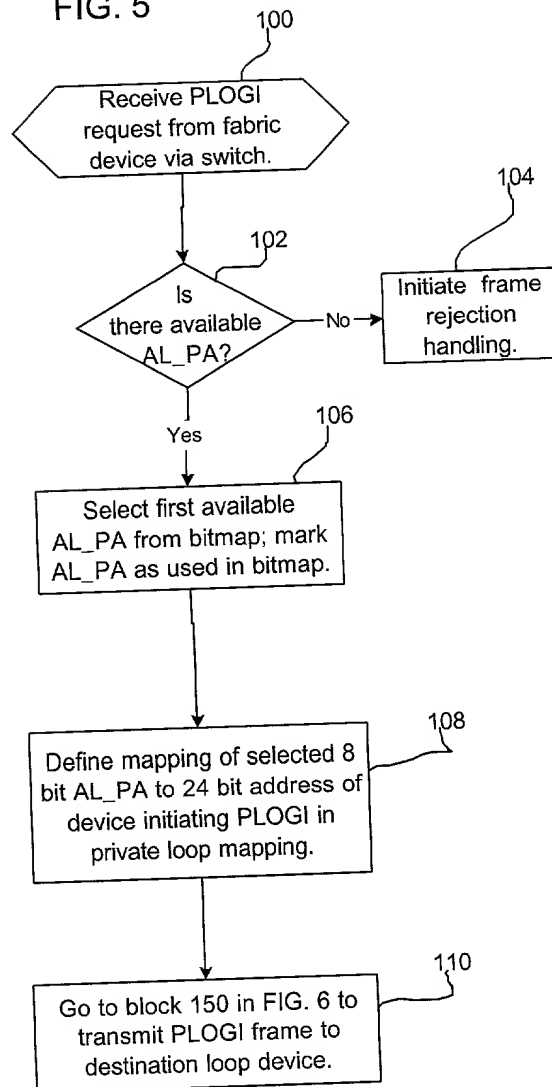 FIG. 5
100
Receive PLOGI
request from fabric
device via switch.
102
104
Is
there available
AL_PA?
No
Initiate frame
rejection
handling.
Yes
106
Select first available
AL_PA from bitmap; mark
AL_PA as used in bitmap.
108
Define mapping of selected 8
bit AL_PA to 24 bit address of
device initiating PLOGI in
private loop mapping.
110
Go to block 150 in FIG. 6 to
transmit PLOGI frame to
destination loop device.